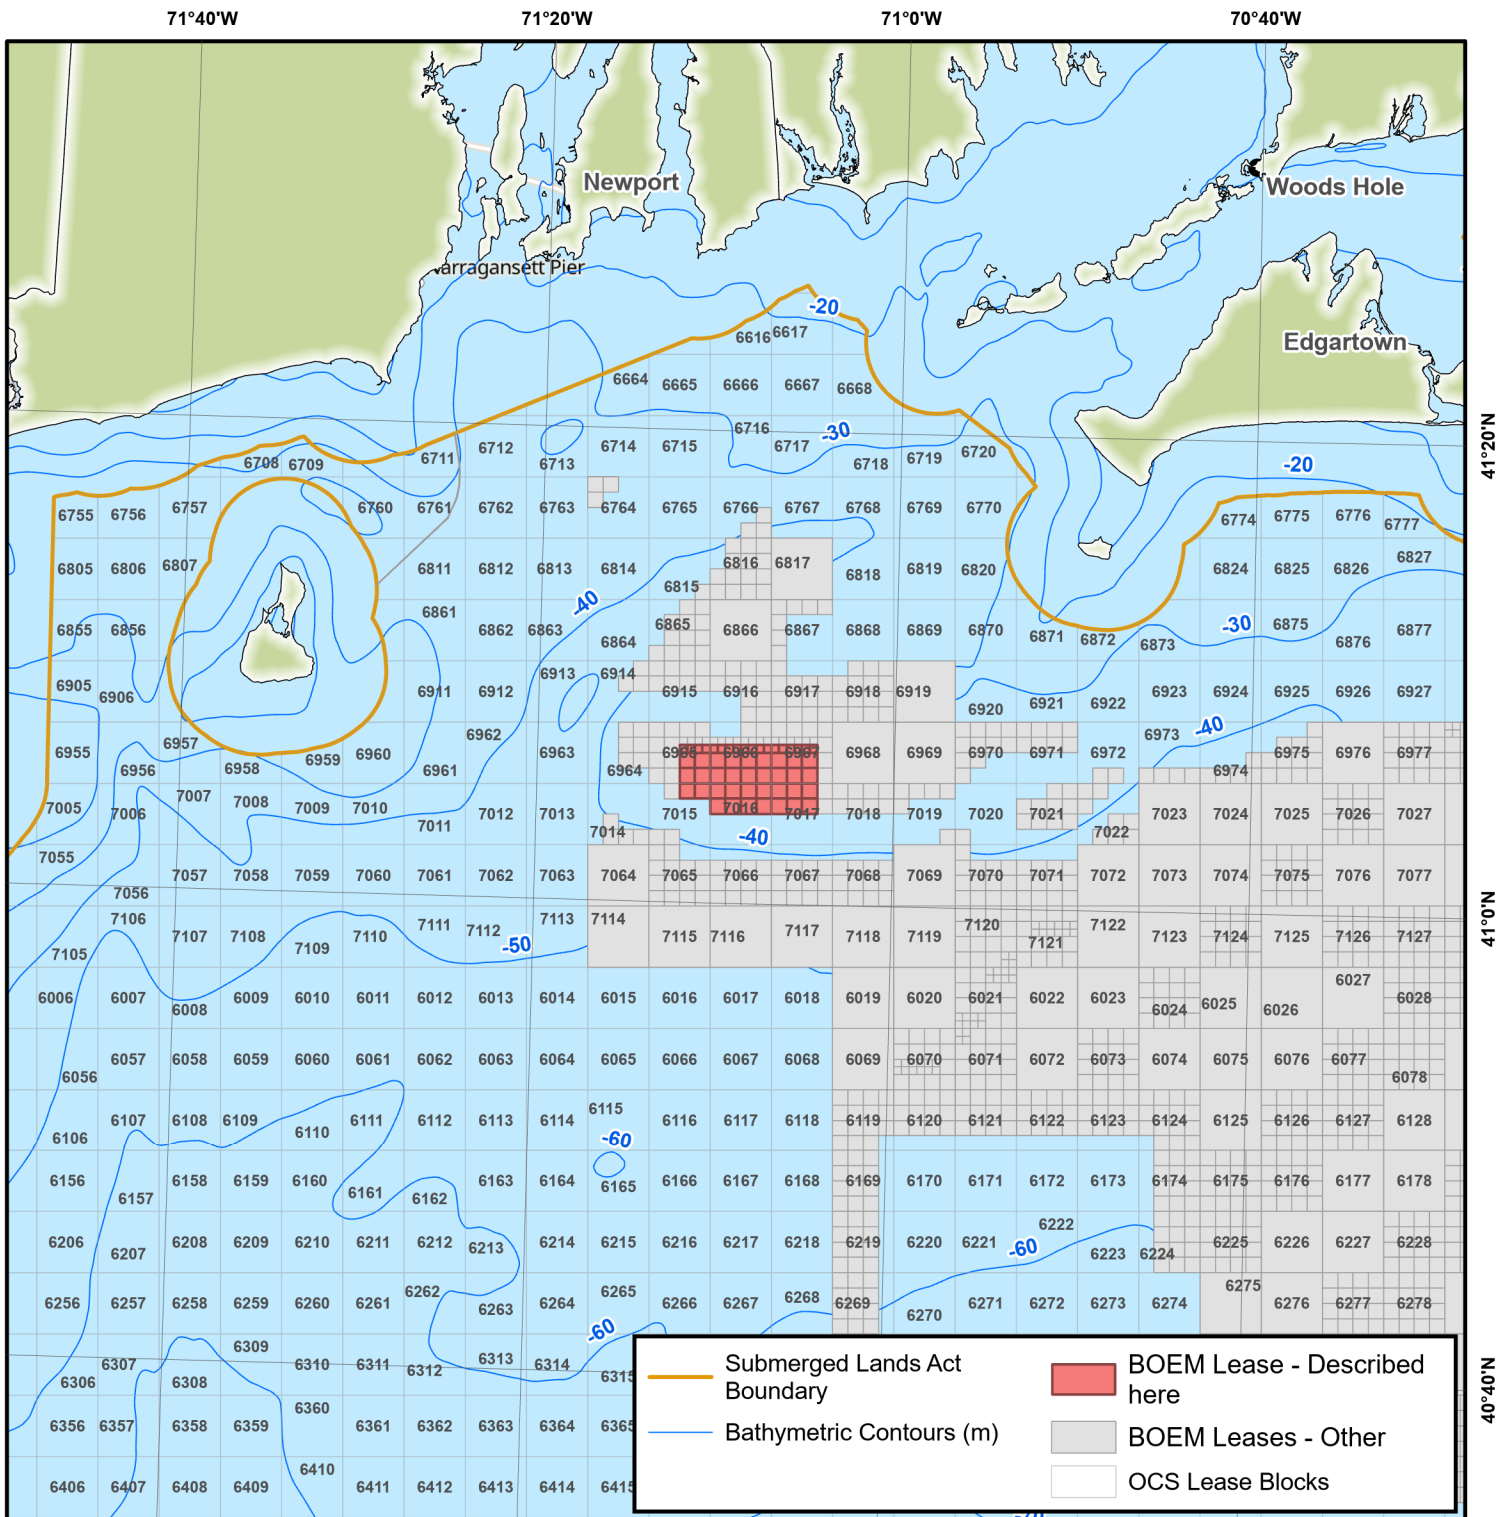 71°40'W 71°20'W 71°0'W 70°40'W
Newport
Woods Hole
arragansett Pier
-20
6616 6617
Edgartown
6664 6665 6666 6667 6668
6716 -30
41°20'N
6708 6709 6711 6712 6713 6714 6715 6717 6718 6719 6720
-20
6755 6756 6757 6760 6761 6762 6763 6764 6765 6766 6767 6768 6769 6770 6774 6775 6776 6777
6805 6806 6807 6811 6812 6813 6814 6815 6816 6817 6818 6819 6820 6824 6825 6826 6827
-40
6855 6856 6861 6862 6863 6864 6865 6866 6867 6868 6869 6870 6871 6872 6873 -30 6875 6876 6877
6905 6906 6911 6912 6913 6914 6915 6916 6917 6918 6919 6920 6921 6922 6923 6924 6925 6926 6927
-40
6955 6956 6957 6958 6959 6960 6961 6962 6963 6964 6965 6966 6967 6968 6969 6970 6971 6972 6973 6974 6975 6976 6977
7005 7006 7007 7008 7009 7010 7011 7012 7013 7014 7015 7016 7017 7018 7019 7020 7021 7022 7023 7024 7025 7026 7027
-40
7055 7056 7057 7058 7059 7060 7061 7062 7063 7064 7065 7066 7067 7068 7069 7070 7071 7072 7073 7074 7075 7076 7077
41°0'N
7105 7106 7107 7108 7109 7110 7111 7112 7113 7114 7115 7116 7117 7118 7119 7120 7121 7122 7123 7124 7125 7126 7127
-50
6006 6007 6008 6009 6010 6011 6012 6013 6014 6015 6016 6017 6018 6019 6020 6021 6022 6023 6024 6025 6026 6027 6028
6056 6057 6058 6059 6060 6061 6062 6063 6064 6065 6066 6067 6068 6069 6070 6071 6072 6073 6074 6075 6076 6077 6078
6106 6107 6108 6109 6110 6111 6112 6113 6114 6115 6116 6117 6118 6119 6120 6121 6122 6123 6124 6125 6126 6127 6128
-60
6156 6157 6158 6159 6160 6161 6162 6163 6164 6165 6166 6167 6168 6169 6170 6171 6172 6173 6174 6175 6176 6177 6178
6206 6207 6208 6209 6210 6211 6212 6213 6214 6215 6216 6217 6218 6219 6220 6221 6222 6223 6224 6225 6226 6227 6228
-60
6256 6257 6258 6259 6260 6261 6262 6263 6264 6265 6266 6267 6268 6269 6270 6271 6272 6273 6274 6275 6276 6277 6278
-60
6306 6307 6308 6309 6310 6311 6312 6313 6314 6315
6356 6357 6358 6359 6360 6361 6362 6363 6364 6365
40°40'N
6406 6407 6408 6409 6410 6411 6412 6413 6414 6415
Submerged Lands Act
Boundary
Bathymetric Contours (m)
BOEM Lease - Described
here
BOEM Leases - Other
OCS Lease Blocks